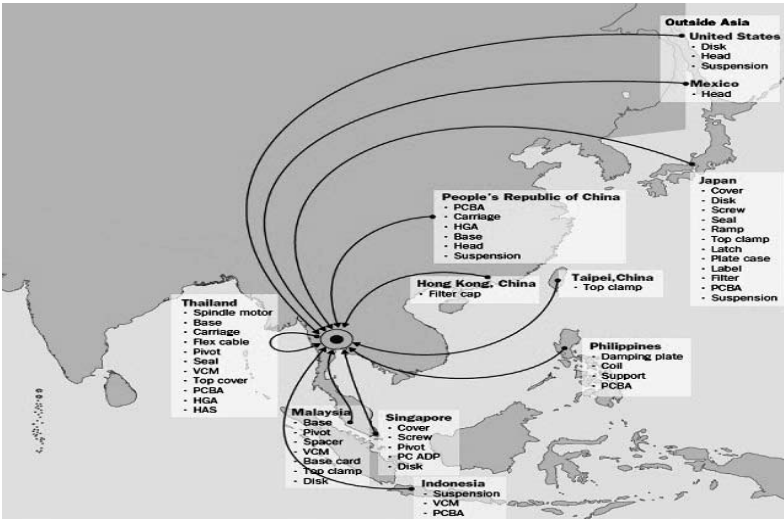 Outside Asia
United States
- Disk
- Head
- Suspension
Mexico
- Head
Japan
- Cover
- Disk
- Screw
- Seal
- Ramp
- Top clamp
- Latch
- Plate case
- Label
- Filter
- PCBA
- Suspension
People's Republic of China
- PCBA
- Carriage
- HGA
- Base
- Head
- Suspension
Hong Kong, China
- Filter cap
Taipei,China
- Top clamp
Thailand
- Spindle motor
- Base
- Carriage
- Flex cable
- Pivot
- Seal
- VCM
- Top cover
- PCBA
- HGA
- HAS
Philippines
- Damping plate
- Coil
- Support
- PCBA
Malaysia
- Base
- Pivot
- Spacer
- VCM
- Base card
- Top clamp
- Disk
Singapore
- Cover
- Screw
- Pivot
- PC ADP
- Disk
Indonesia
- Suspension
- VCM
- PCBA